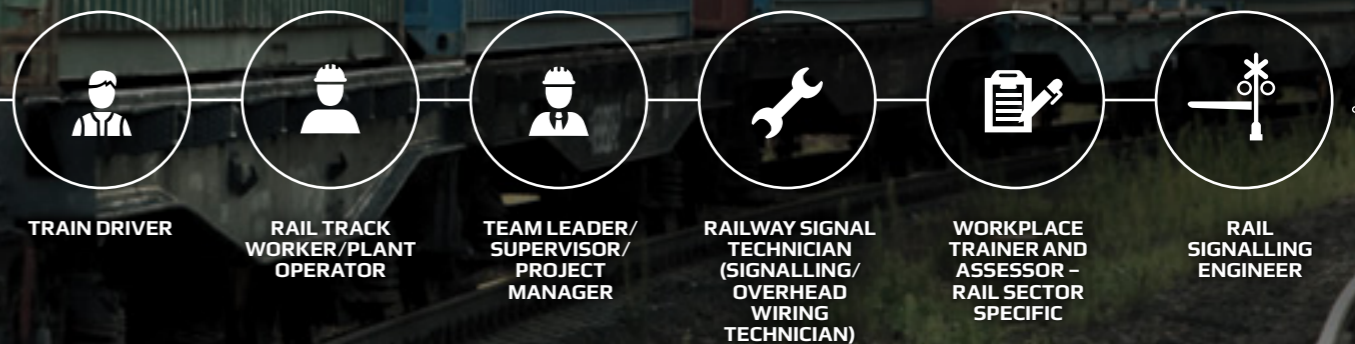 TRAIN DRIVER
RAIL TRACK
WORKER/PLANT
OPERATOR
TEAM LEADER/
SUPERVISOR/
PROJECT
MANAGER
RAILWAY SIGNAL
TECHNICIAN
(SIGNALLING/
OVERHEAD
WIRING
TECHNICIAN)
WORKPLACE
TRAINER AND
ASSESSOR –
RAIL SECTOR
SPECIFIC
RAIL
SIGNALLING
ENGINEER